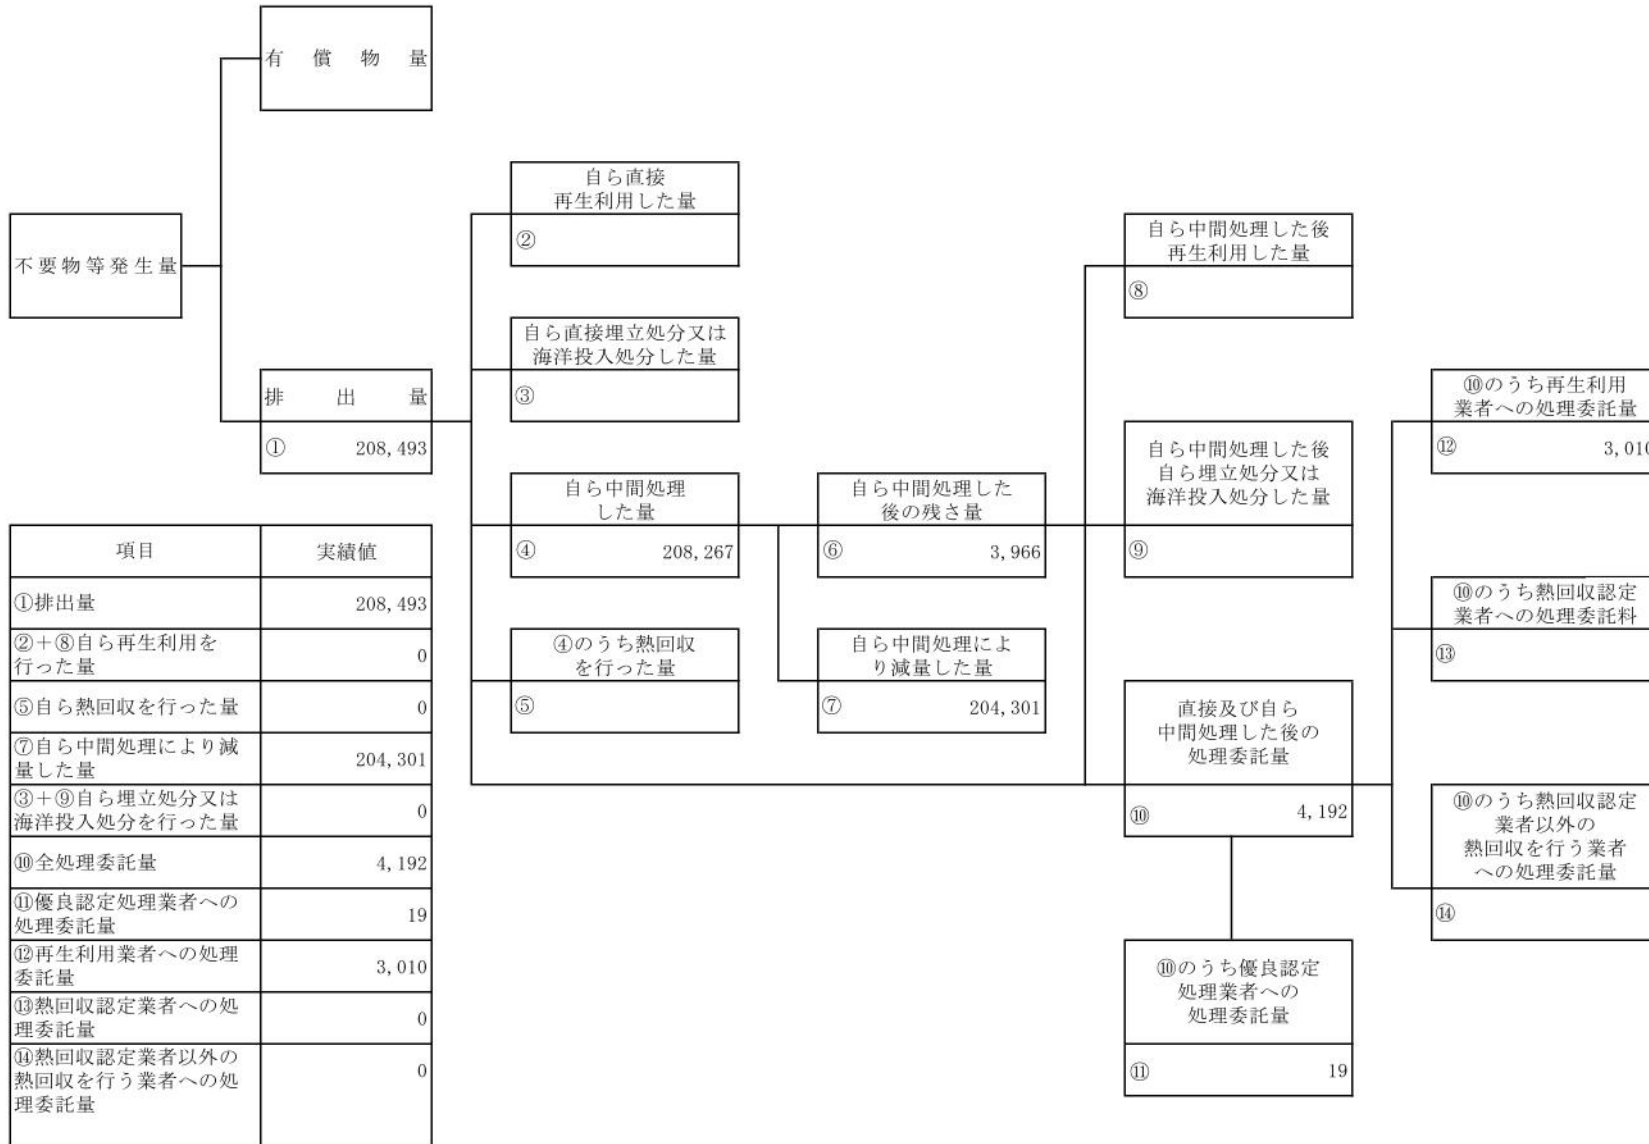 有償物量
自ら直接
再生利用した量
②
不要物等発生量
自ら中間処理した後
再生利用した量
⑧
自ら直接埋立処分又は
海洋投入処分した量
③
排出量
① 208,493
⑩のうち再生利用
業者への処理委託量
⑫ 3,010
自ら中間処理した後
自ら埋立処分又は
海洋投入処分した量
⑨
自ら中間処理
した量
④ 208,267
自ら中間処理した
後の残さ量
⑥ 3,966
⑩のうち熱回収認定
業者への処理委託料
⑬
④のうち熱回収
を行った量
⑤
自ら中間処理によ
り減量した量
⑦ 204,301
直接及び自ら
中間処理した後の
処理委託量
⑩ 4,192
⑩のうち熱回収認定
業者以外の
熱回収を行う業者
への処理委託量
⑭
⑩のうち優良認定
処理業者への
処理委託量
⑪ 19
項目 実績値
①排出量 208,493
②＋⑧自ら再生利用を
行った量 0
⑤自ら熱回収を行った量 0
⑦自ら中間処理により減
量した量 204,301
③＋⑨自ら埋立処分又は
海洋投入処分を行った量 0
⑩全処理委託量 4,192
⑪優良認定処理業者への
処理委託量 19
⑫再生利用業者への処理
委託量 3,010
⑬熱回収認定業者への処
理委託量 0
⑭熱回収認定業者以外の
熱回収を行う業者への処
理委託量 0